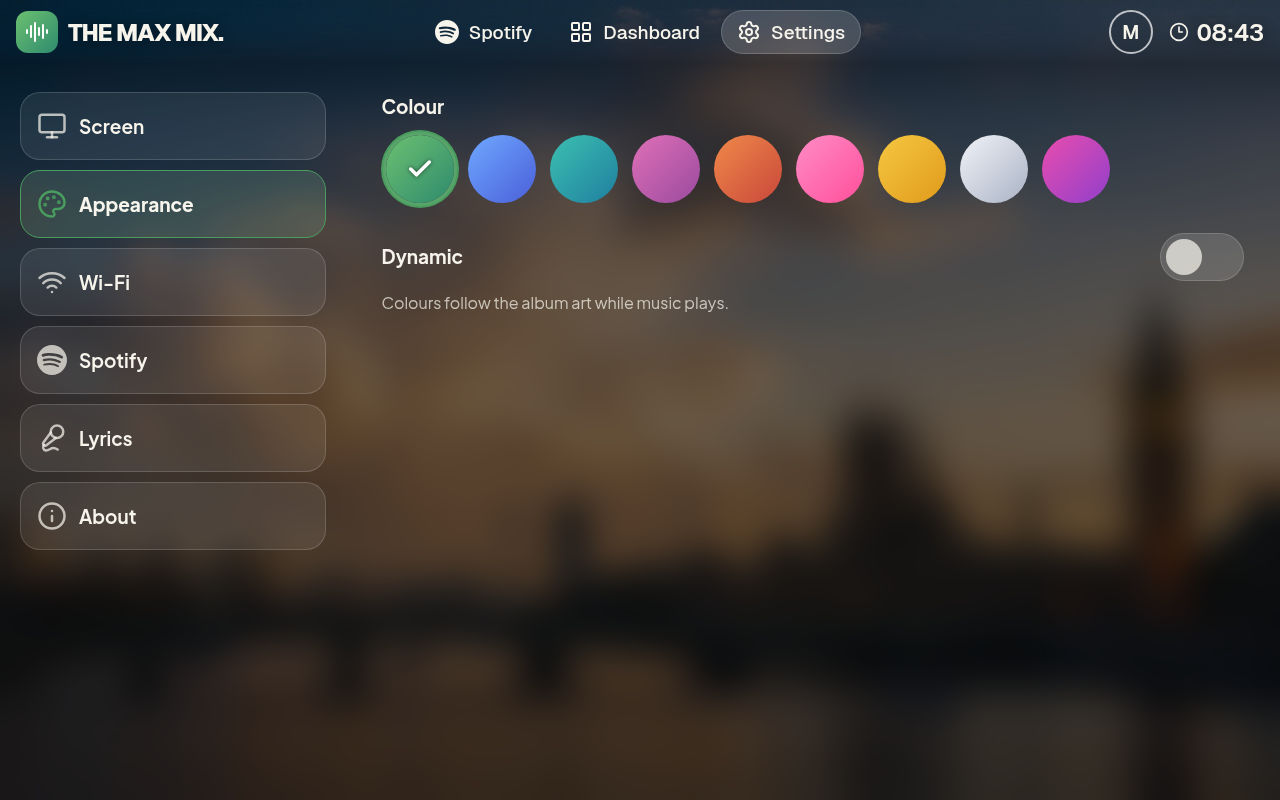 THE MAX MIX.
Spotify
Dashboard
Settings
M
08:43
Screen
Appearance
Wi-Fi
Spotify
Lyrics
About
Colour
Dynamic
Colours follow the album art while music plays.